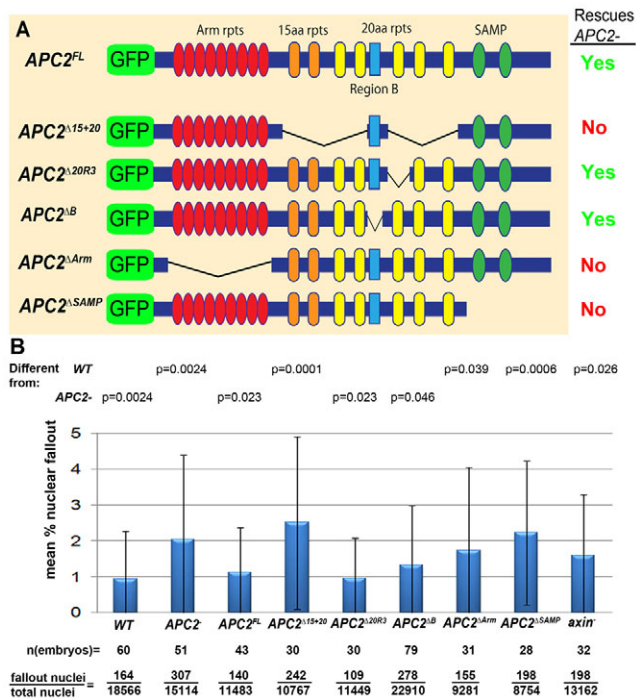 A
Arm rpts 15aa rpts 20aa rpts SAMP
Rescues
APC2-
APC2FL GFP Yes
Region B
APC2Δ15+20 GFP No
APC2Δ20R3 GFP Yes
APC2ΔB GFP Yes
APC2ΔArm GFP No
APC2ΔSAMP GFP No
B
Different from: WT p=0.0024 p=0.0001 p=0.039 p=0.0006 p=0.026
APC2- p=0.0024 p=0.023 p=0.023 p=0.046
mean % nuclear fallout
5
4
3
2
1
0
WT APC2- APC2FL APC2Δ15+20 APC2Δ20R3 APC2ΔB APC2ΔArm APC2ΔSAMP axin-
n(embryos)= 60 51 43 30 30 79 31 28 32
fallout nuclei 164 307 140 242 109 278 155 198 198
total nuclei = 18566 15114 11483 10767 11449 22910 9281 8754 13162